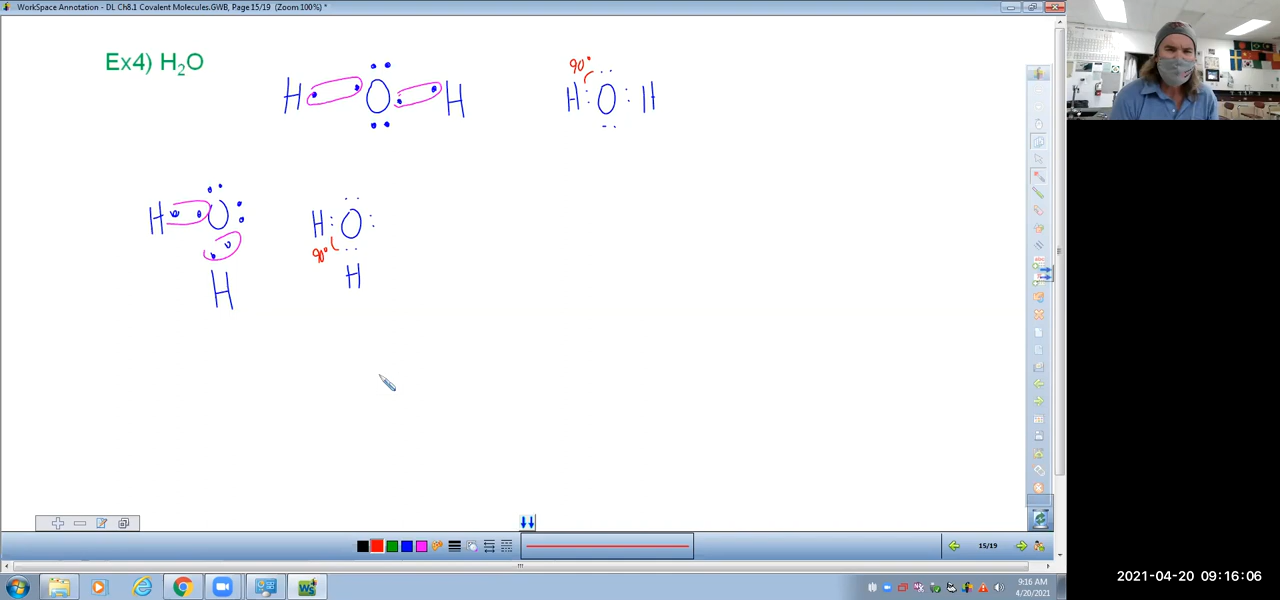 WorkSpace Annotation - DL Ch8.1 Covalent Molecules.GWB, Page 15/19 (Zoom 100%) *
Ex4) H₂O
H O H
90°
H O H
H O
H
H O
90°
H
15/19
9:16 AM
4/20/2021
2021-04-20 09:16:06